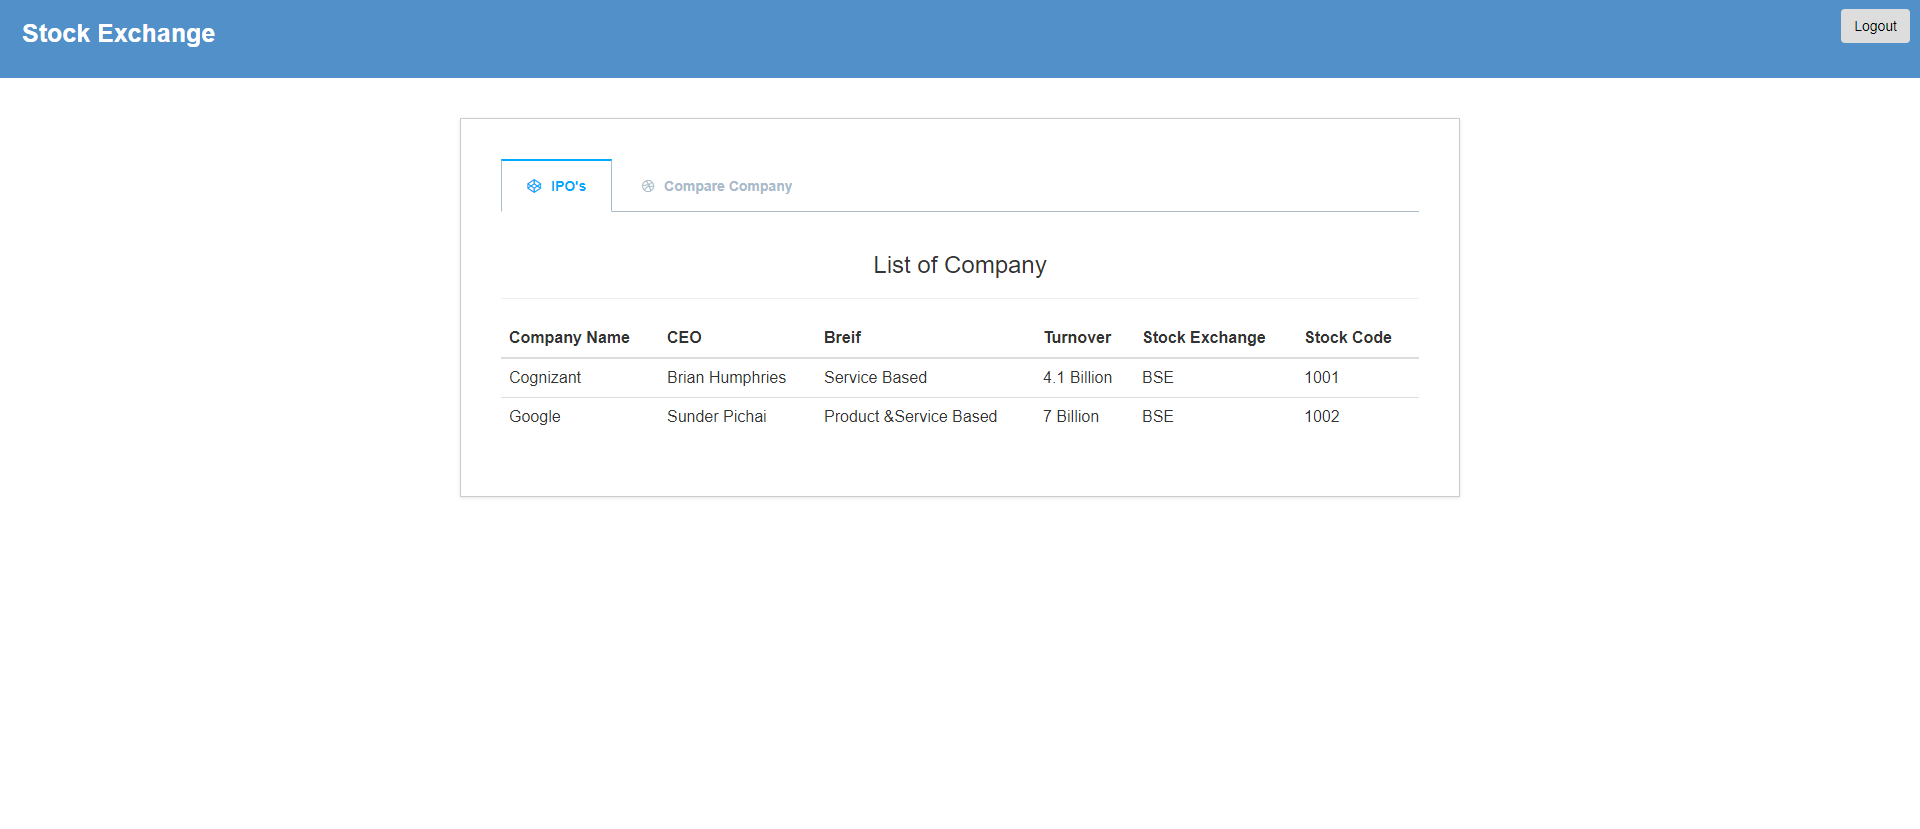 Stock Exchange
Logout
IPO's Compare Company
List of Company
Company Name CEO Breif Turnover Stock Exchange Stock Code
Cognizant Brian Humphries Service Based 4.1 Billion BSE 1001
Google Sunder Pichai Product &Service Based 7 Billion BSE 1002